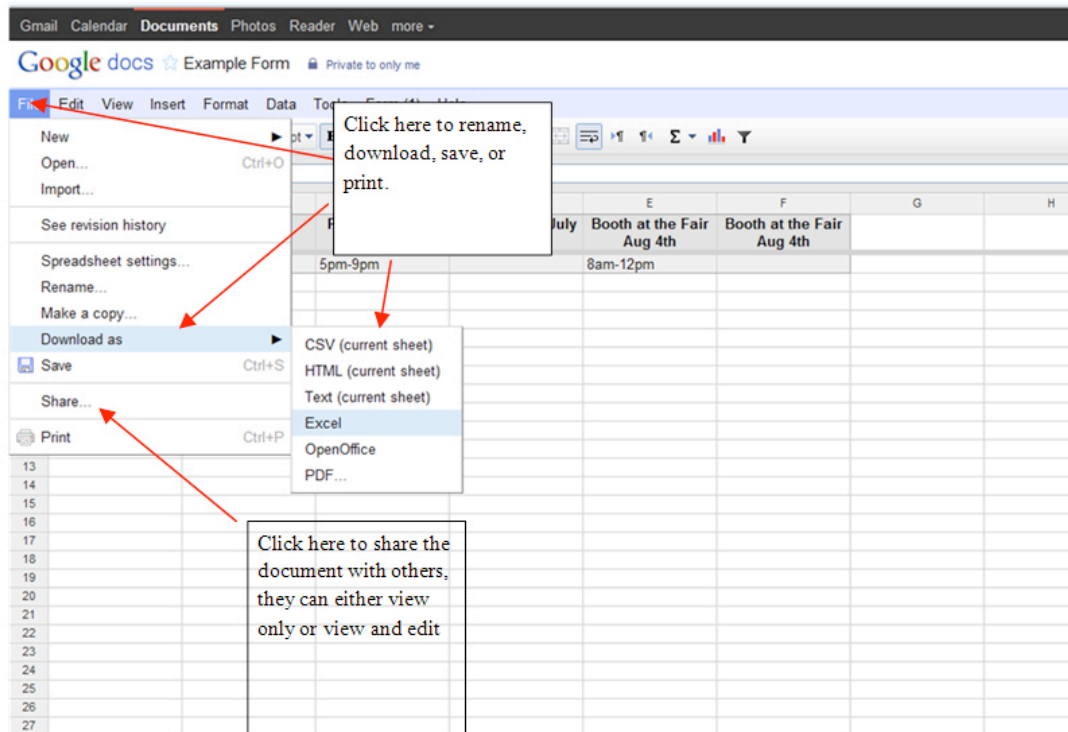 Gmail Calendar Documents Photos Reader Web more
Google docs Example Form Private to only me
Edit View Insert Format Data
New
Open... Ctrl+O
Import...
See revision history
Spreadsheet settings...
Rename...
Make a copy...
Download as
Save Ctrl+S
Share...
Print Ctrl+P
CSV (current sheet)
HTML (current sheet)
Text (current sheet)
Excel
OpenOffice
PDF...
Click here to rename,
download, save, or
print.
Σ
E F G H
July Booth at the Fair Booth at the Fair
Aug 4th Aug 4th
5pm-9pm 8am-12pm
13
14
15
16
17
18
19
20
21
22
23
24
25
26
27
Click here to share the
document with others,
they can either view
only or view and edit